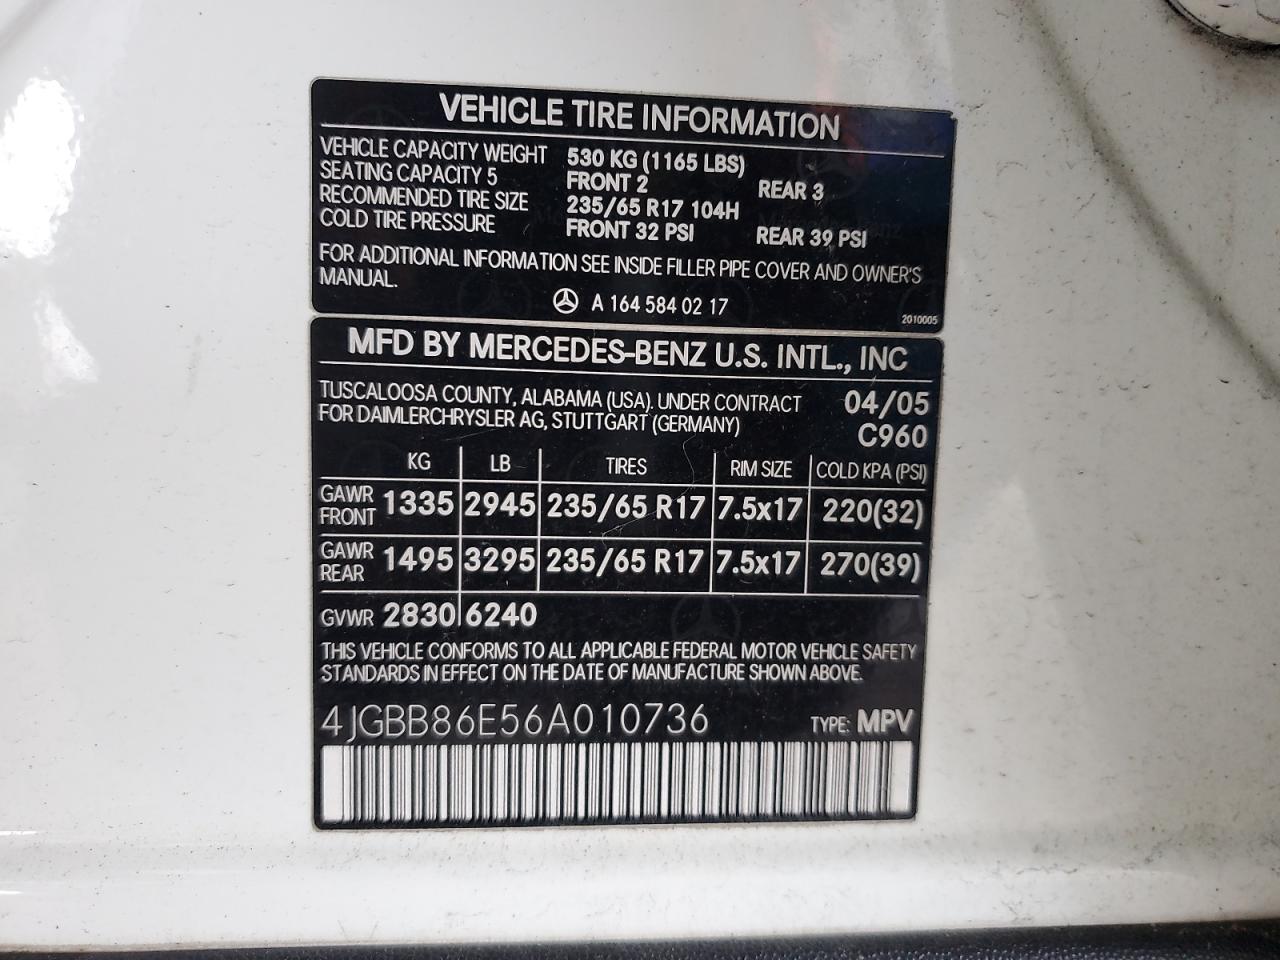 VEHICLE TIRE INFORMATION
VEHICLE CAPACITY WEIGHT 530 KG (1165 LBS)
SEATING CAPACITY 5 FRONT 2 REAR 3
RECOMMENDED TIRE SIZE 235/65 R17 104H
COLD TIRE PRESSURE FRONT 32 PSI REAR 39 PSI
FOR ADDITIONAL INFORMATION SEE INSIDE FILLER PIPE COVER AND OWNER'S
MANUAL.
A 164 584 02 17
2010005
MFD BY MERCEDES-BENZ U.S. INTL., INC
TUSCALOOSA COUNTY, ALABAMA (USA). UNDER CONTRACT 04/05
FOR DAIMLERCHRYSLER AG, STUTTGART (GERMANY) C960
KG LB TIRES RIM SIZE COLD KPA (PSI)
GAWR FRONT 1335 2945 235/65 R17 7.5x17 220(32)
GAWR REAR 1495 3295 235/65 R17 7.5x17 270(39)
GVWR 2830 6240
THIS VEHICLE CONFORMS TO ALL APPLICABLE FEDERAL MOTOR VEHICLE SAFETY
STANDARDS IN EFFECT ON THE DATE OF MANUFACTURE SHOWN ABOVE.
4JGBB86E56A010736 TYPE: MPV